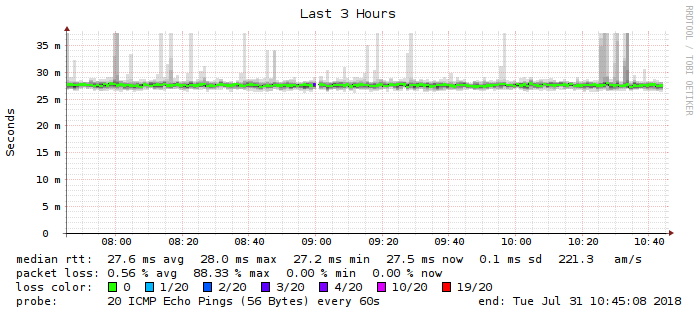 Last 3 Hours
RRDTOOL / TOBI OETIKER
Seconds
35 m
30 m
25 m
20 m
15 m
10 m
5 m
0
08:00 08:20 08:40 09:00 09:20 09:40 10:00 10:20 10:40
median rtt: 27.6 ms avg 28.0 ms max 27.2 ms min 27.5 ms now 0.1 ms sd 221.3 am/s
packet loss: 0.56 % avg 88.33 % max 0.00 % min 0.00 % now
loss color: 0 1/20 2/20 3/20 4/20 10/20 19/20
probe: 20 ICMP Echo Pings (56 Bytes) every 60s end: Tue Jul 31 10:45:08 2018